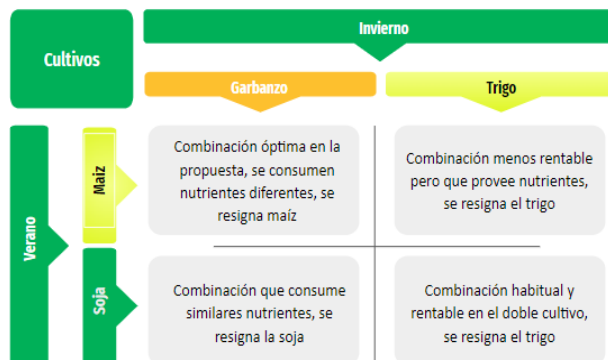 Cultivos
Invierno
Garbanzo
Trigo
Verano
Maiz
Combinación óptima en la
propuesta, se consumen
nutrientes diferentes, se
resigna maíz
Combinación menos rentable
pero que provee nutrientes,
se resigna el trigo
Soja
Combinación que consume
similares nutrientes, se
resigna la soja
Combinación habitual y
rentable en el doble cultivo,
se resigna el trigo